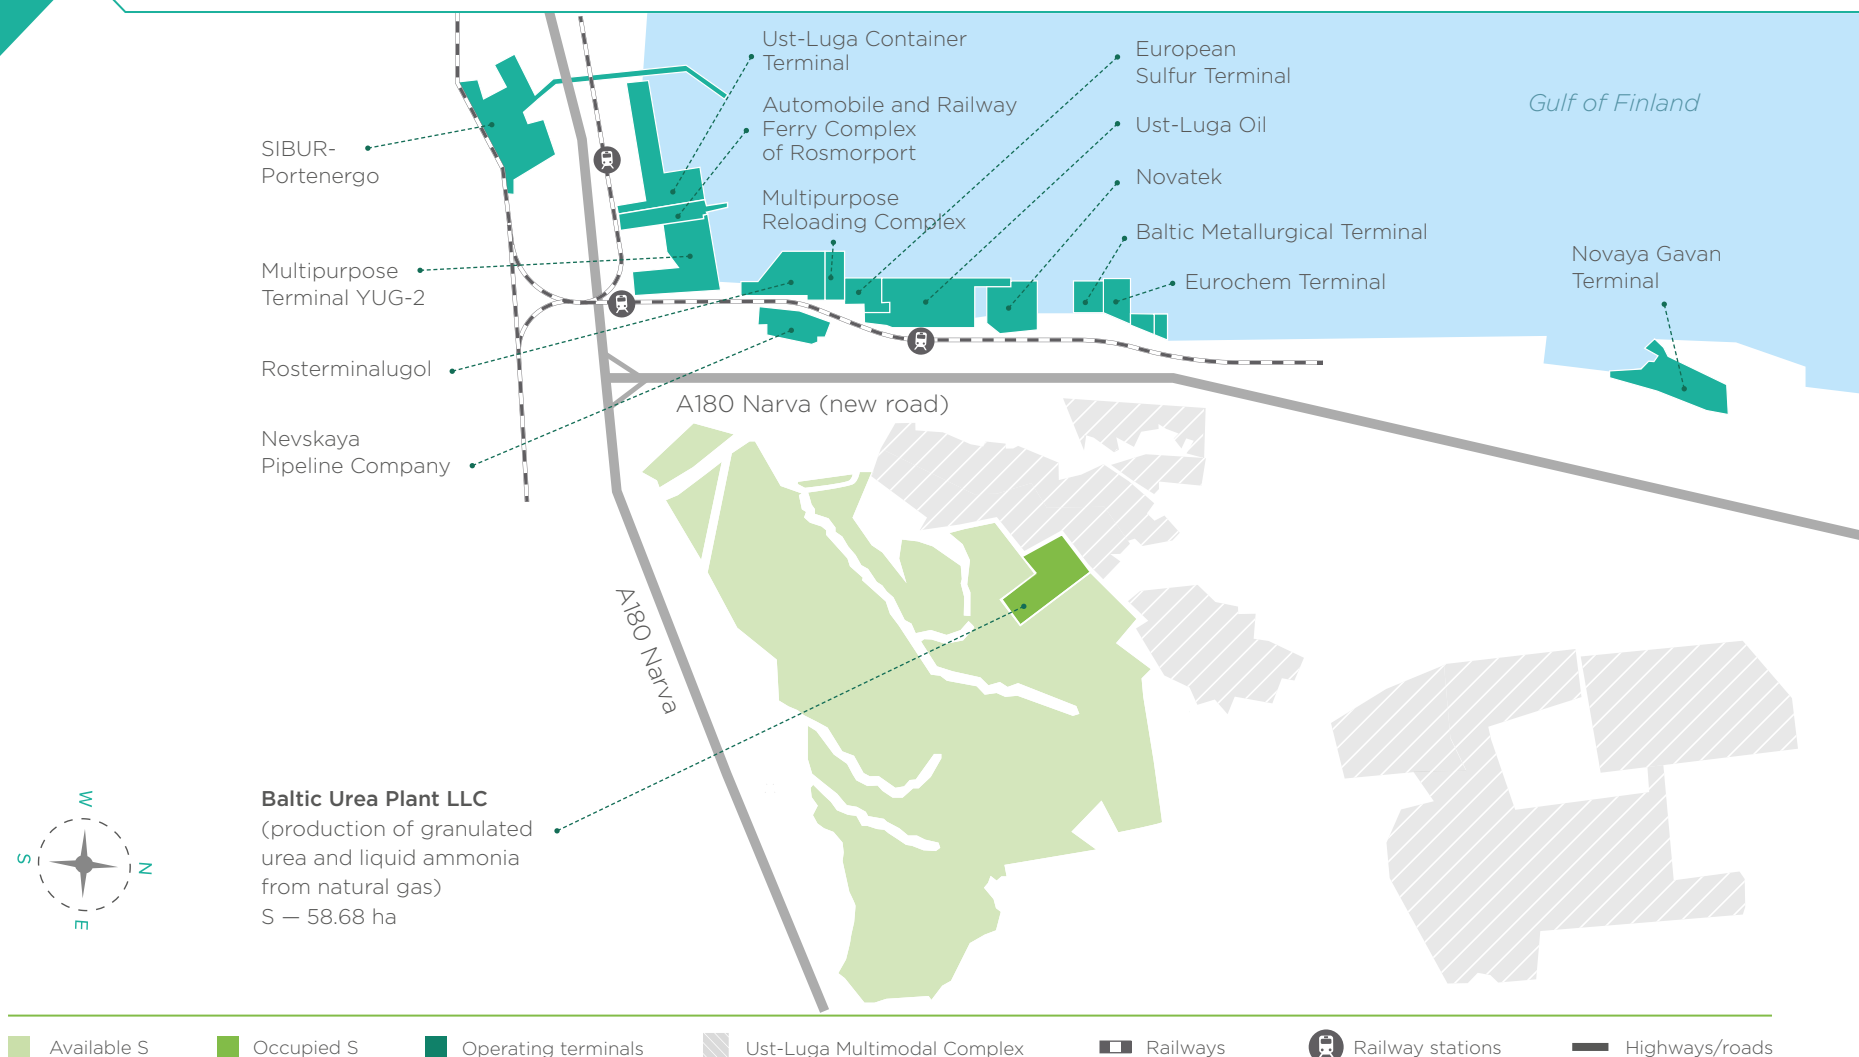 Ust-Luga Container
Terminal
Automobile and Railway
Ferry Complex
of Rosmorport
Multipurpose
Reloading Complex
European
Sulfur Terminal
Ust-Luga Oil
Novatek
Baltic Metallurgical Terminal
Eurochem Terminal
Gulf of Finland
Novaya Gavan
Terminal
SIBUR-
Portenergo
Multipurpose
Terminal YUG-2
Rosterminalugol
Nevskaya
Pipeline Company
A180 Narva (new road)
A180 Narva
Baltic Urea Plant LLC
(production of granulated
urea and liquid ammonia
from natural gas)
S — 58.68 ha
W
S
N
E
Available S
Occupied S
Operating terminals
Ust-Luga Multimodal Complex
Railways
Railway stations
Highways/roads